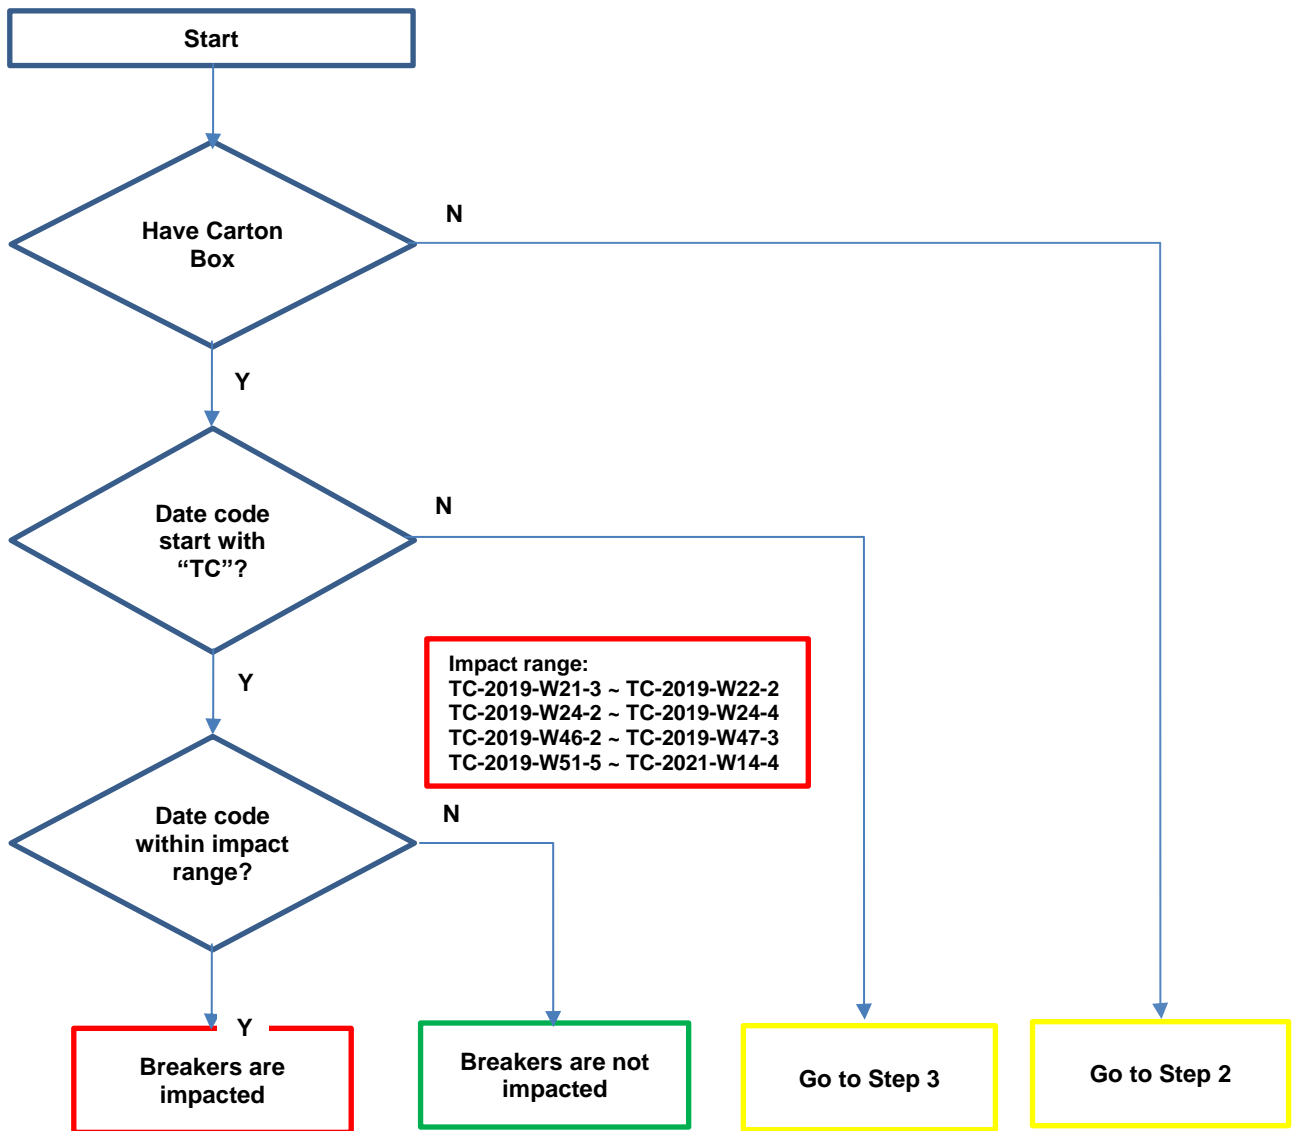 Start
Have Carton
Box
N
Y
Date code
start with
“TC”?
N
Y
Impact range:
TC-2019-W21-3 ~ TC-2019-W22-2
TC-2019-W24-2 ~ TC-2019-W24-4
TC-2019-W46-2 ~ TC-2019-W47-3
TC-2019-W51-5 ~ TC-2021-W14-4
Date code
within impact
range?
N
Y
Breakers are
impacted
Breakers are not
impacted
Go to Step 3
Go to Step 2